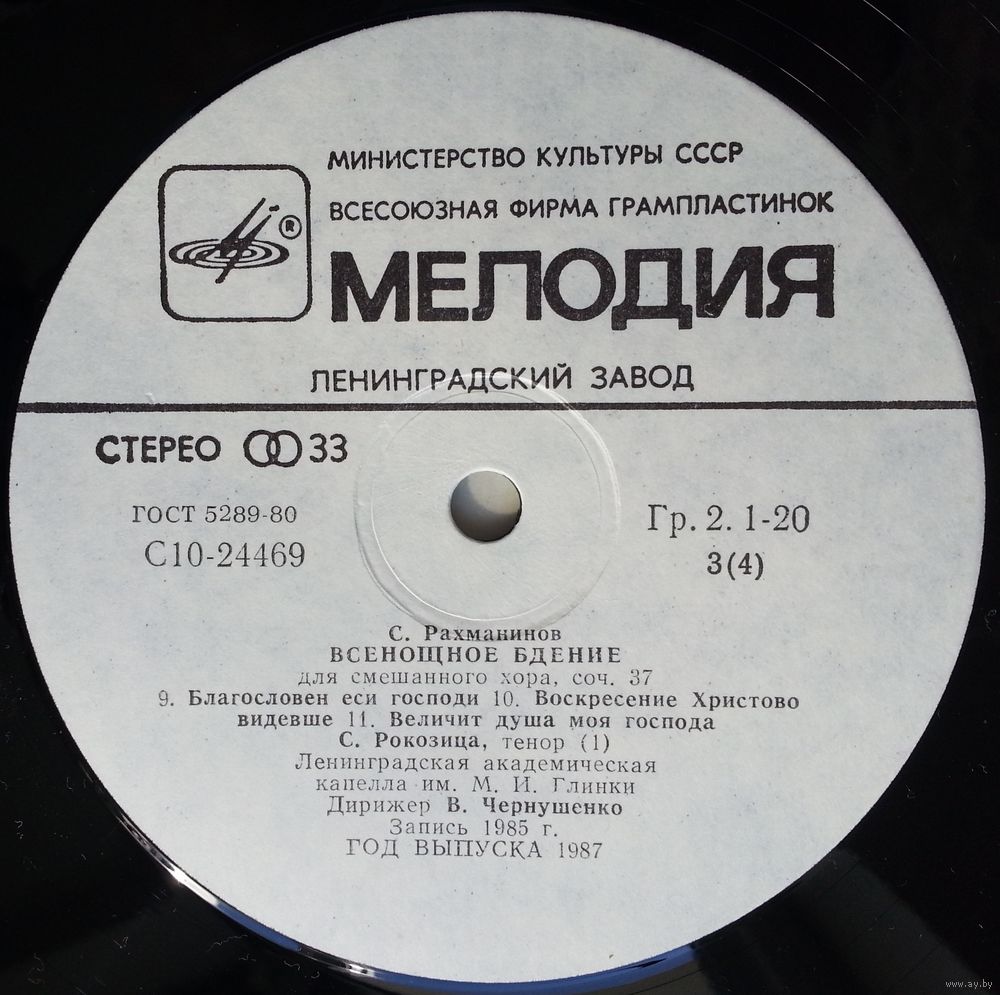 МИНИСТЕРСТВО КУЛЬТУРЫ СССР
ВСЕСОЮЗНАЯ ФИРМА ГРАМПЛАСТИНОК
®
МЕЛОДИЯ
ЛЕНИНГРАДСКИЙ ЗАВОД
СТЕРЕО 33
ГОСТ 5289-80
С10-24469
Гр. 2. 1-20
3(4)
С. Рахманинов
ВСЕНОЩНОЕ БДЕНИЕ
для смешанного хора, соч. 37
9. Благословен еси господи 10. Воскресение Христово
видевше 11. Величит душа моя господа
С. Рокозица, тенор (1)
Ленинградская академическая
капелла им. М. И. Глинки
Дирижер В. Чернушенко
Запись 1985 г.
ГОД ВЫПУСКА 1987
www.ay.by